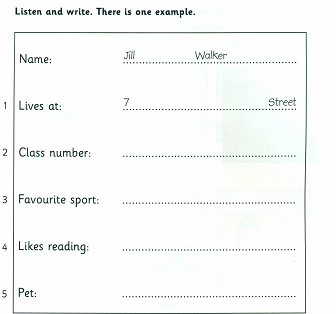 Listen and write. There is one example.
Name: Jill Walker
1 Lives at: 7 Street
2 Class number:
3 Favourite sport:
4 Likes reading:
5 Pet: